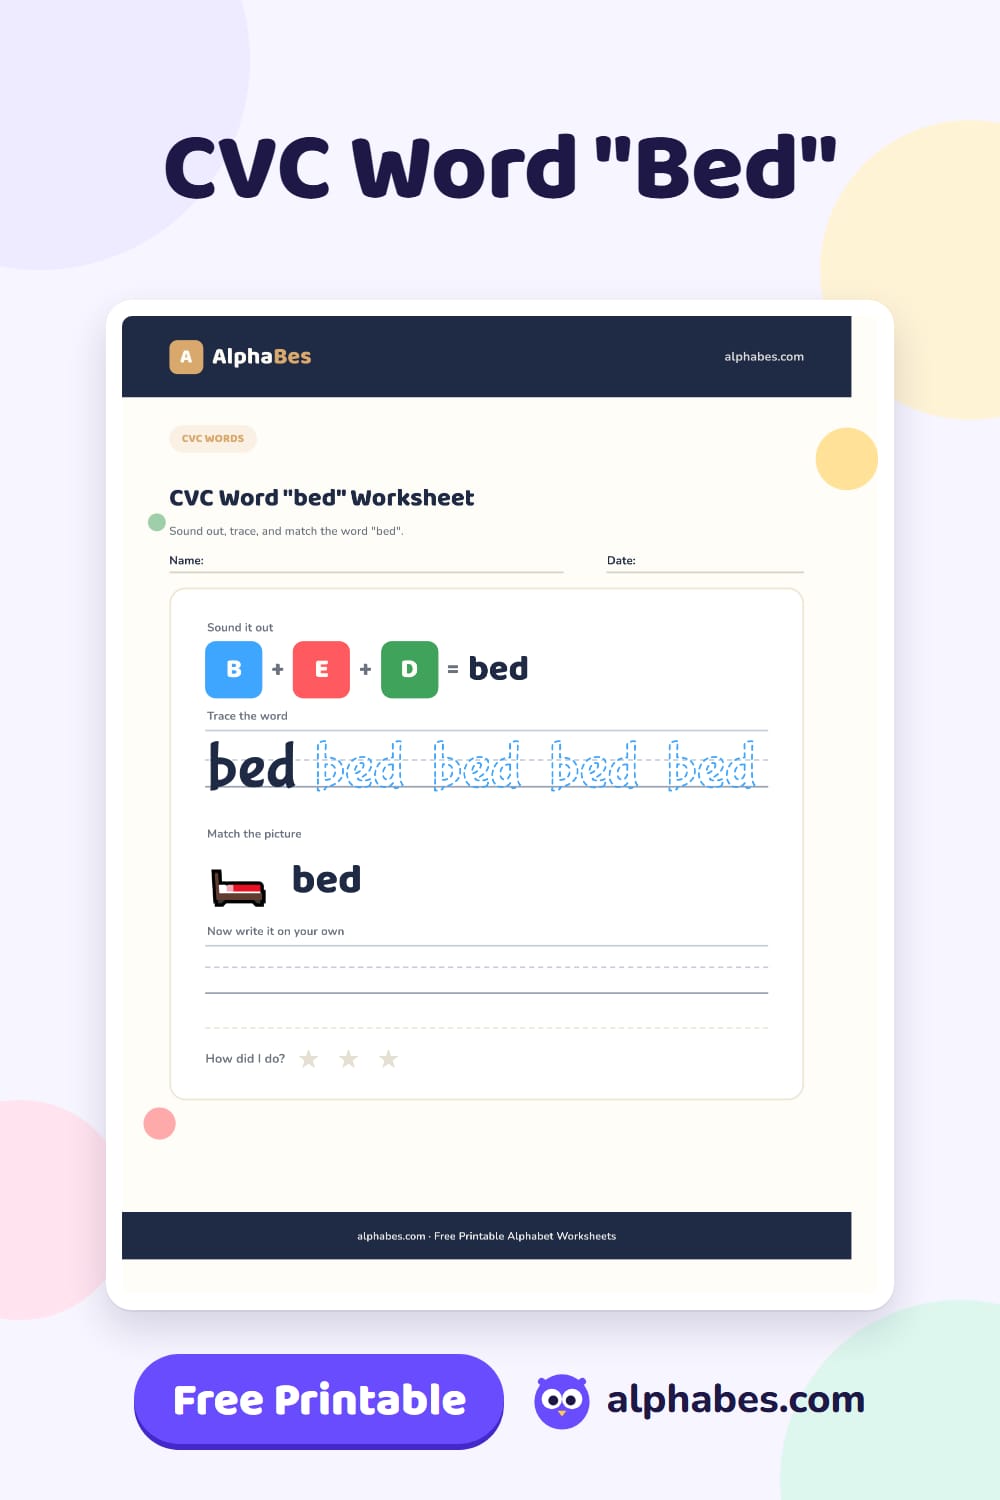 CVC Word "Bed"
A AlphaBes
alphabes.com
CVC WORDS
CVC Word "bed" Worksheet
Sound out, trace, and match the word "bed".
Name: Date:
Sound it out
B + E + D = bed
Trace the word
bed bed bed bed bed
Match the picture
bed
Now write it on your own
How did I do?
alphabes.com · Free Printable Alphabet Worksheets
Free Printable
alphabes.com